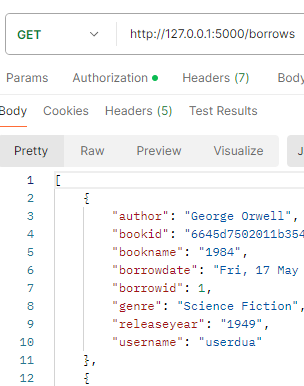 GET http://127.0.0.1:5000/borrows
Params Authorization Headers (7) Body
Body Cookies Headers (5) Test Results
Pretty Raw Preview Visualize
1 [
2 {
3 "author": "George Orwell",
4 "bookid": "6645d7502011b354
5 "bookname": "1984",
6 "borrowdate": "Fri, 17 May
7 "borrowid": 1,
8 "genre": "Science Fiction",
9 "releaseyear": "1949",
10 "username": "userdua"
11 },
12 {